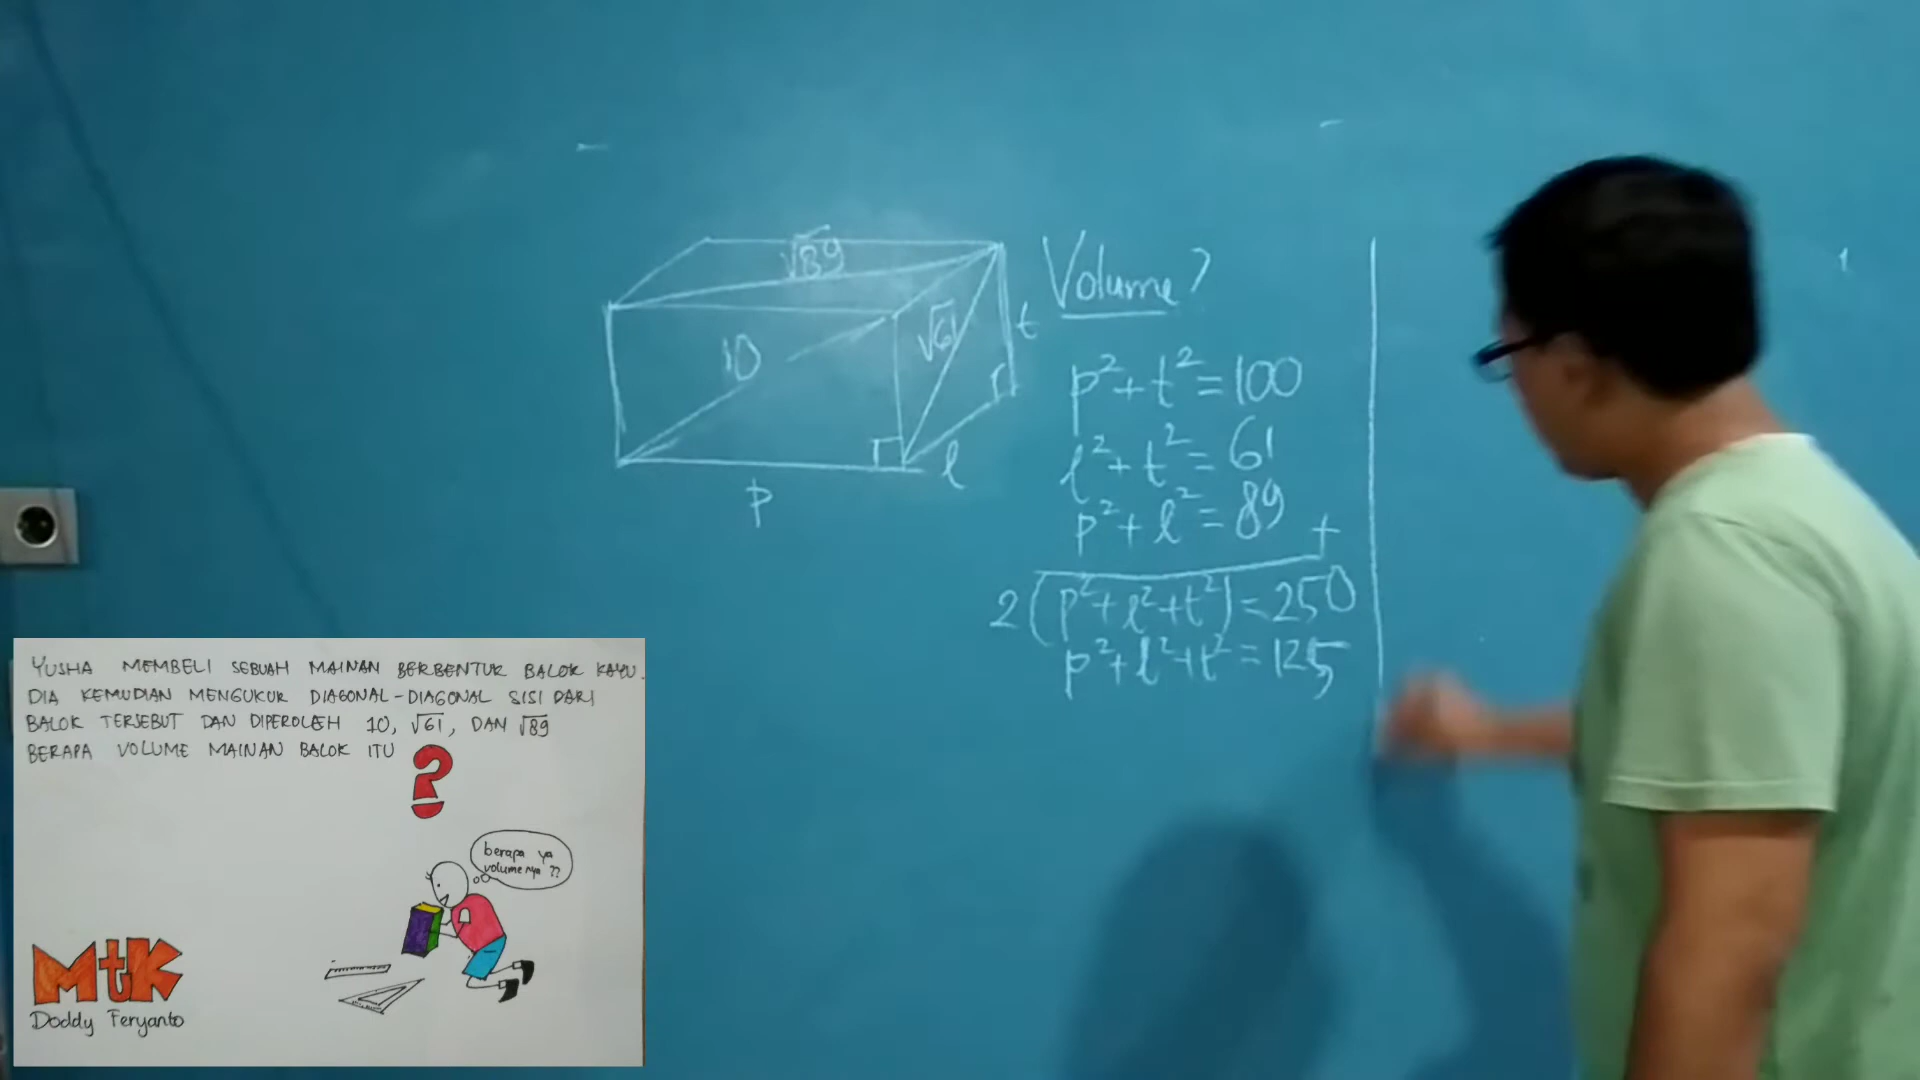 √89
10
√61
t
l
p
Volume?
p²+t²=100
l²+t²=61
p²+l²=89 +
2(p²+l²+t²)=250
p²+l²+t²=125
YUSHA MEMBELI SEBUAH MAINAN BERBENTUK BALOK KAYU.
DIA KEMUDIAN MENGUKUR DIAGONAL-DIAGONAL SISI DARI
BALOK TERSEBUT DAN DIPEROLEH 10, √61, DAN √89
BERAPA VOLUME MAINAN BALOK ITU
?
berapa ya
volumenya ??
MtK
Doddy Feryanto